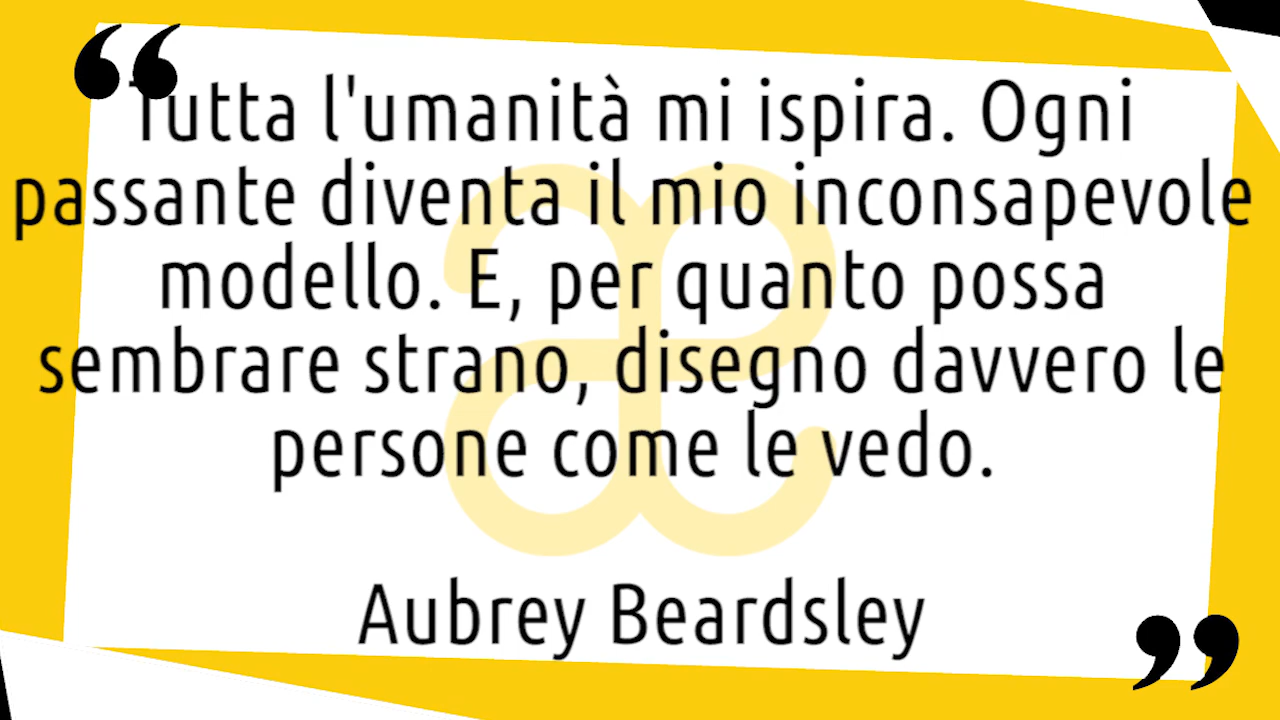 “Tutta l'umanità mi ispira. Ogni
passante diventa il mio inconsapevole
modello. E, per quanto possa
sembrare strano, disegno davvero le
persone come le vedo.
Aubrey Beardsley
”